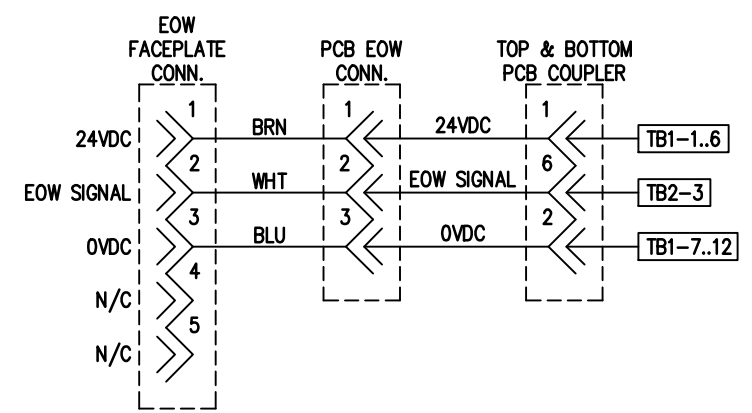 EOW
FACEPLATE
CONN.
PCB EOW
CONN.
TOP & BOTTOM
PCB COUPLER
1
1
1
24VDC
BRN
24VDC
TB1-1..6
2
2
6
EOW SIGNAL
WHT
EOW SIGNAL
TB2-3
3
3
2
0VDC
BLU
0VDC
TB1-7..12
4
N/C
5
N/C